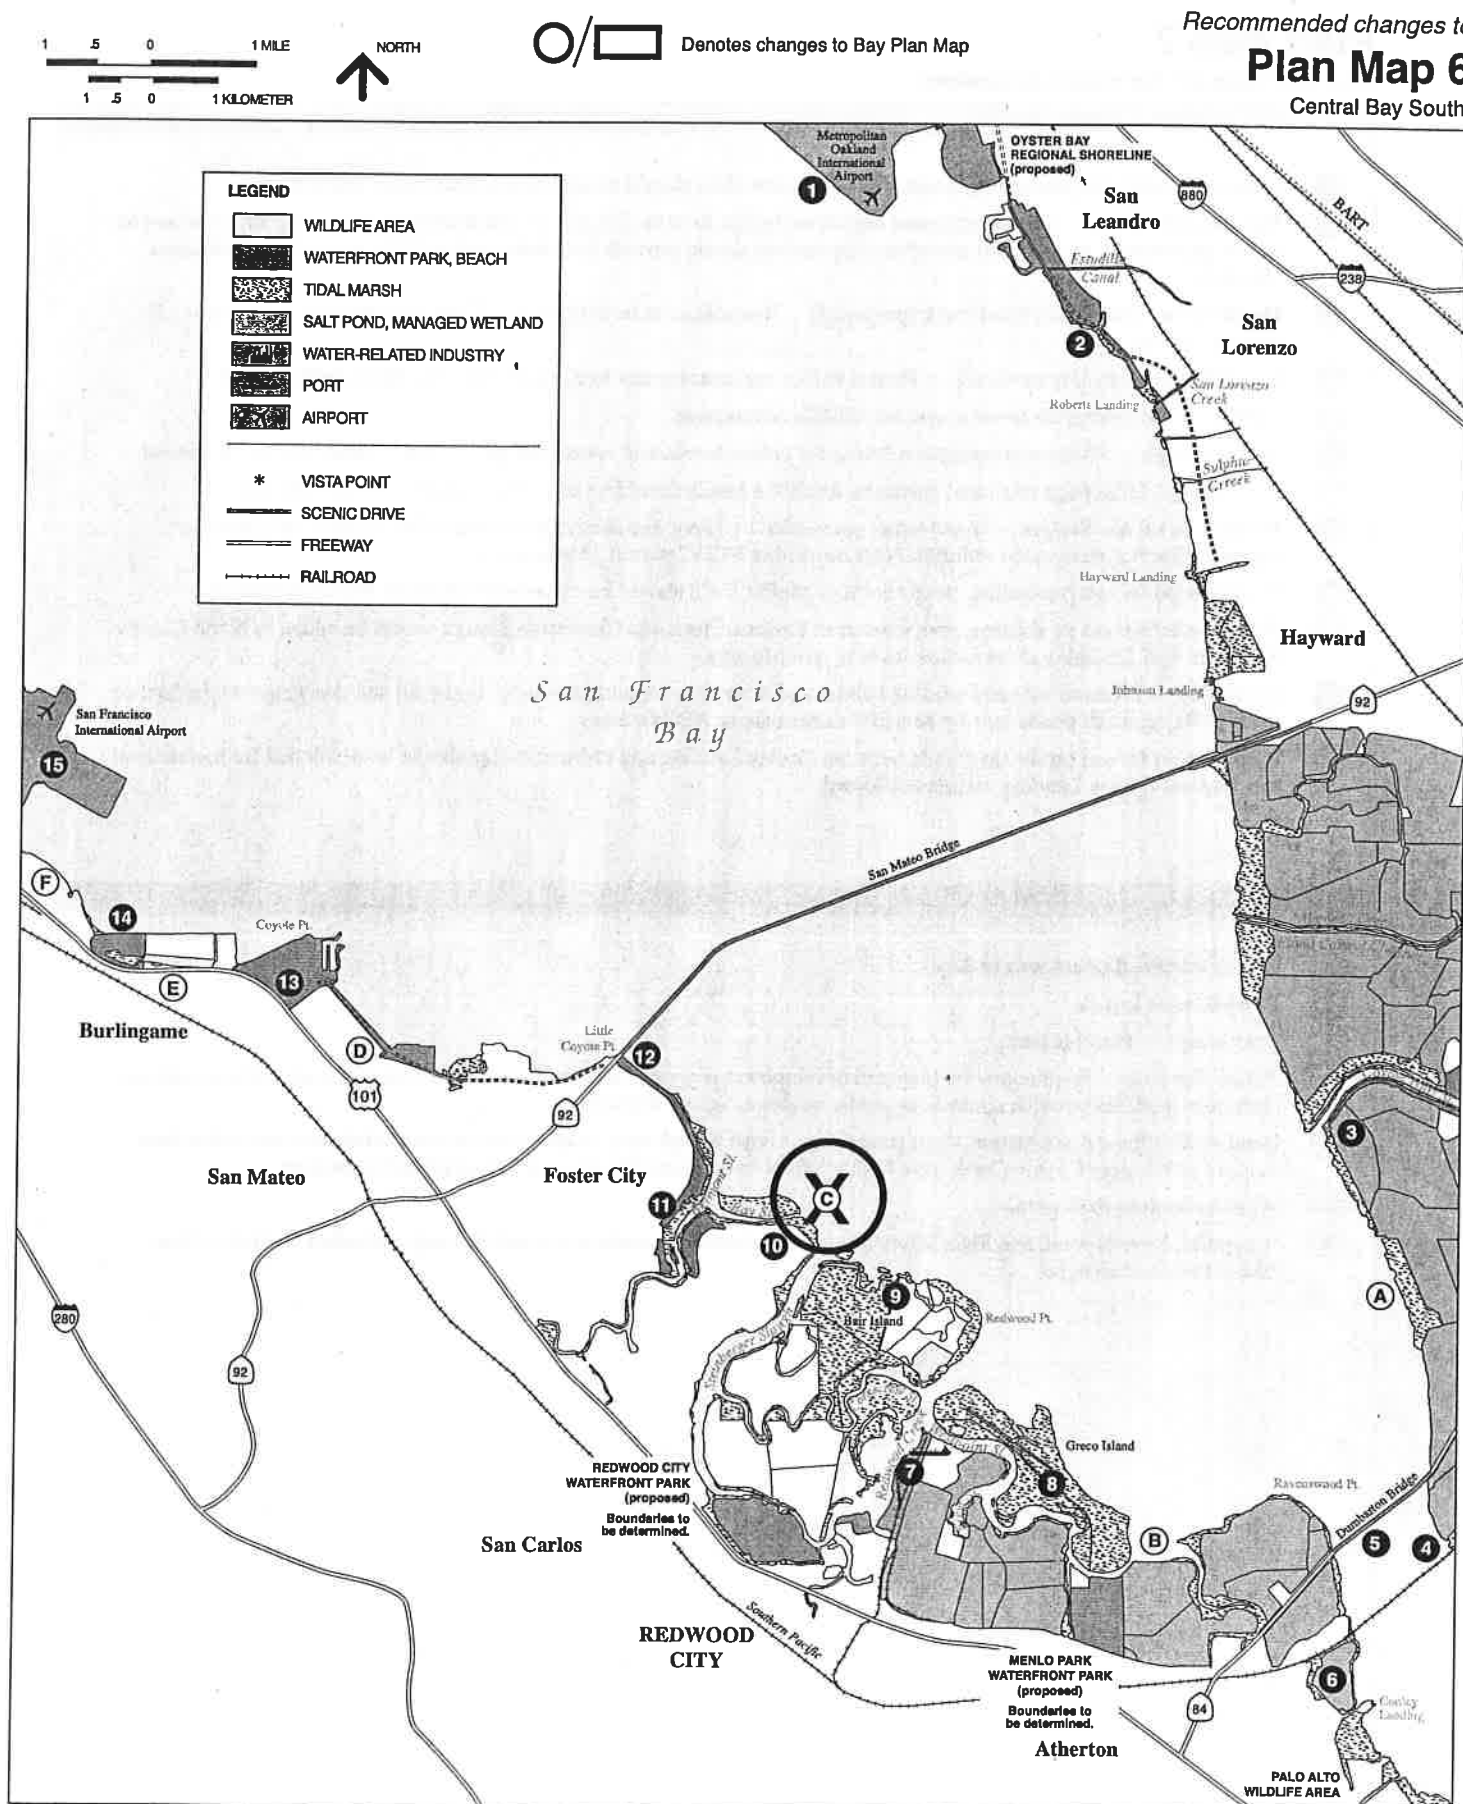 Recommended changes to
Plan Map 6
Central Bay South
1 .5 0 1 MILE
1 .5 0 1 KILOMETER
NORTH
/
Denotes changes to Bay Plan Map
LEGEND
WILDLIFE AREA
WATERFRONT PARK, BEACH
TIDAL MARSH
SALT POND, MANAGED WETLAND
WATER-RELATED INDUSTRY
PORT
AIRPORT
* VISTA POINT
SCENIC DRIVE
FREEWAY
RAILROAD
Metropolitan
Oakland
International
Airport
1
OYSTER BAY
REGIONAL SHORELINE
(proposed)
San
Leandro
880
BART
238
Estudillo
Canal
San
Lorenzo
2
San Lorenzo
Creek
Roberts Landing
Sulphur
Creek
Hayward Landing
Hayward
Johnson Landing
92
San Francisco
Bay
San Francisco
International Airport
15
San Mateo Bridge
F
14
Coyote Pt.
13
E
Burlingame
D
Little
Coyote Pt.
12
101
92
San Mateo
Foster City
11
C
10
3
A
280
92
9
Bair Island
Redwood Pt.
Steinberger Slough
Redwood Creek
7
Greco Island
8
REDWOOD CITY
WATERFRONT PARK
(proposed)
Boundaries to
be determined.
San Carlos
Ravenswood Pt.
Dumbarton Bridge
B
5
4
Southern Pacific
REDWOOD
CITY
MENLO PARK
WATERFRONT PARK
(proposed)
Boundaries to
be determined.
Atherton
84
6
Cooley
Landing
PALO ALTO
WILDLIFE AREA